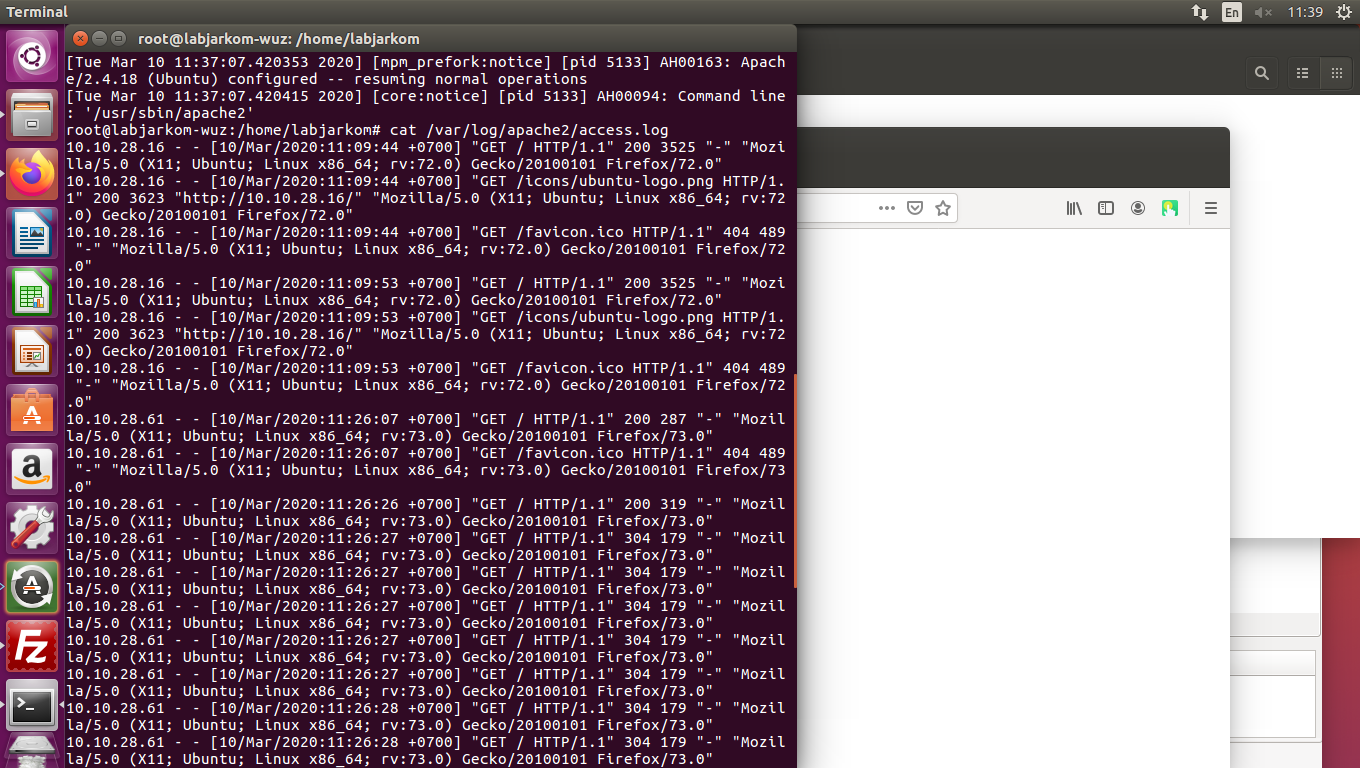 Terminal
En
11:39
root@labjarkom-wuz: /home/labjarkom
[Tue Mar 10 11:37:07.420353 2020] [mpm_prefork:notice] [pid 5133] AH00163: Apach
e/2.4.18 (Ubuntu) configured -- resuming normal operations
[Tue Mar 10 11:37:07.420415 2020] [core:notice] [pid 5133] AH00094: Command line
: '/usr/sbin/apache2'
root@labjarkom-wuz:/home/labjarkom# cat /var/log/apache2/access.log
10.10.28.16 - - [10/Mar/2020:11:09:44 +0700] "GET / HTTP/1.1" 200 3525 "-" "Mozi
lla/5.0 (X11; Ubuntu; Linux x86_64; rv:72.0) Gecko/20100101 Firefox/72.0"
10.10.28.16 - - [10/Mar/2020:11:09:44 +0700] "GET /icons/ubuntu-logo.png HTTP/1.
1" 200 3623 "http://10.10.28.16/" "Mozilla/5.0 (X11; Ubuntu; Linux x86_64; rv:72
.0) Gecko/20100101 Firefox/72.0"
10.10.28.16 - - [10/Mar/2020:11:09:44 +0700] "GET /favicon.ico HTTP/1.1" 404 489
 "-" "Mozilla/5.0 (X11; Ubuntu; Linux x86_64; rv:72.0) Gecko/20100101 Firefox/72
.0"
10.10.28.16 - - [10/Mar/2020:11:09:53 +0700] "GET / HTTP/1.1" 200 3525 "-" "Mozi
lla/5.0 (X11; Ubuntu; Linux x86_64; rv:72.0) Gecko/20100101 Firefox/72.0"
10.10.28.16 - - [10/Mar/2020:11:09:53 +0700] "GET /icons/ubuntu-logo.png HTTP/1.
1" 200 3623 "http://10.10.28.16/" "Mozilla/5.0 (X11; Ubuntu; Linux x86_64; rv:72
.0) Gecko/20100101 Firefox/72.0"
10.10.28.16 - - [10/Mar/2020:11:09:53 +0700] "GET /favicon.ico HTTP/1.1" 404 489
 "-" "Mozilla/5.0 (X11; Ubuntu; Linux x86_64; rv:72.0) Gecko/20100101 Firefox/72
.0"
10.10.28.61 - - [10/Mar/2020:11:26:07 +0700] "GET / HTTP/1.1" 200 287 "-" "Mozil
la/5.0 (X11; Ubuntu; Linux x86_64; rv:73.0) Gecko/20100101 Firefox/73.0"
10.10.28.61 - - [10/Mar/2020:11:26:07 +0700] "GET /favicon.ico HTTP/1.1" 404 489
 "-" "Mozilla/5.0 (X11; Ubuntu; Linux x86_64; rv:73.0) Gecko/20100101 Firefox/73
.0"
10.10.28.61 - - [10/Mar/2020:11:26:26 +0700] "GET / HTTP/1.1" 200 319 "-" "Mozil
la/5.0 (X11; Ubuntu; Linux x86_64; rv:73.0) Gecko/20100101 Firefox/73.0"
10.10.28.61 - - [10/Mar/2020:11:26:27 +0700] "GET / HTTP/1.1" 304 179 "-" "Mozil
la/5.0 (X11; Ubuntu; Linux x86_64; rv:73.0) Gecko/20100101 Firefox/73.0"
10.10.28.61 - - [10/Mar/2020:11:26:27 +0700] "GET / HTTP/1.1" 304 179 "-" "Mozil
la/5.0 (X11; Ubuntu; Linux x86_64; rv:73.0) Gecko/20100101 Firefox/73.0"
10.10.28.61 - - [10/Mar/2020:11:26:27 +0700] "GET / HTTP/1.1" 304 179 "-" "Mozil
la/5.0 (X11; Ubuntu; Linux x86_64; rv:73.0) Gecko/20100101 Firefox/73.0"
10.10.28.61 - - [10/Mar/2020:11:26:27 +0700] "GET / HTTP/1.1" 304 179 "-" "Mozil
la/5.0 (X11; Ubuntu; Linux x86_64; rv:73.0) Gecko/20100101 Firefox/73.0"
10.10.28.61 - - [10/Mar/2020:11:26:27 +0700] "GET / HTTP/1.1" 304 179 "-" "Mozil
la/5.0 (X11; Ubuntu; Linux x86_64; rv:73.0) Gecko/20100101 Firefox/73.0"
10.10.28.61 - - [10/Mar/2020:11:26:28 +0700] "GET / HTTP/1.1" 304 179 "-" "Mozil
la/5.0 (X11; Ubuntu; Linux x86_64; rv:73.0) Gecko/20100101 Firefox/73.0"
10.10.28.61 - - [10/Mar/2020:11:26:28 +0700] "GET / HTTP/1.1" 304 179 "-" "Mozil
la/5.0 (X11; Ubuntu; Linux x86_64; rv:73.0) Gecko/20100101 Firefox/73.0"